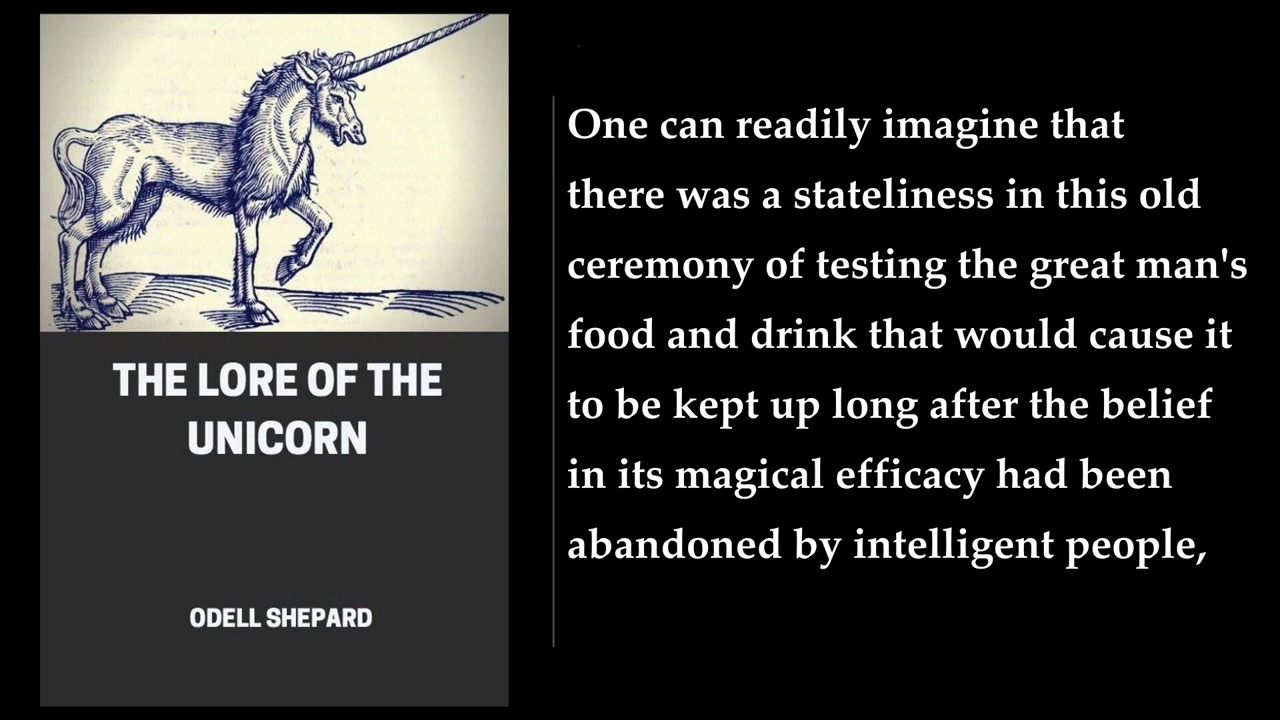 THE LORE OF THE
UNICORN
ODELL SHEPARD
One can readily imagine that
there was a stateliness in this old
ceremony of testing the great man's
food and drink that would cause it
to be kept up long after the belief
in its magical efficacy had been
abandoned by intelligent people,